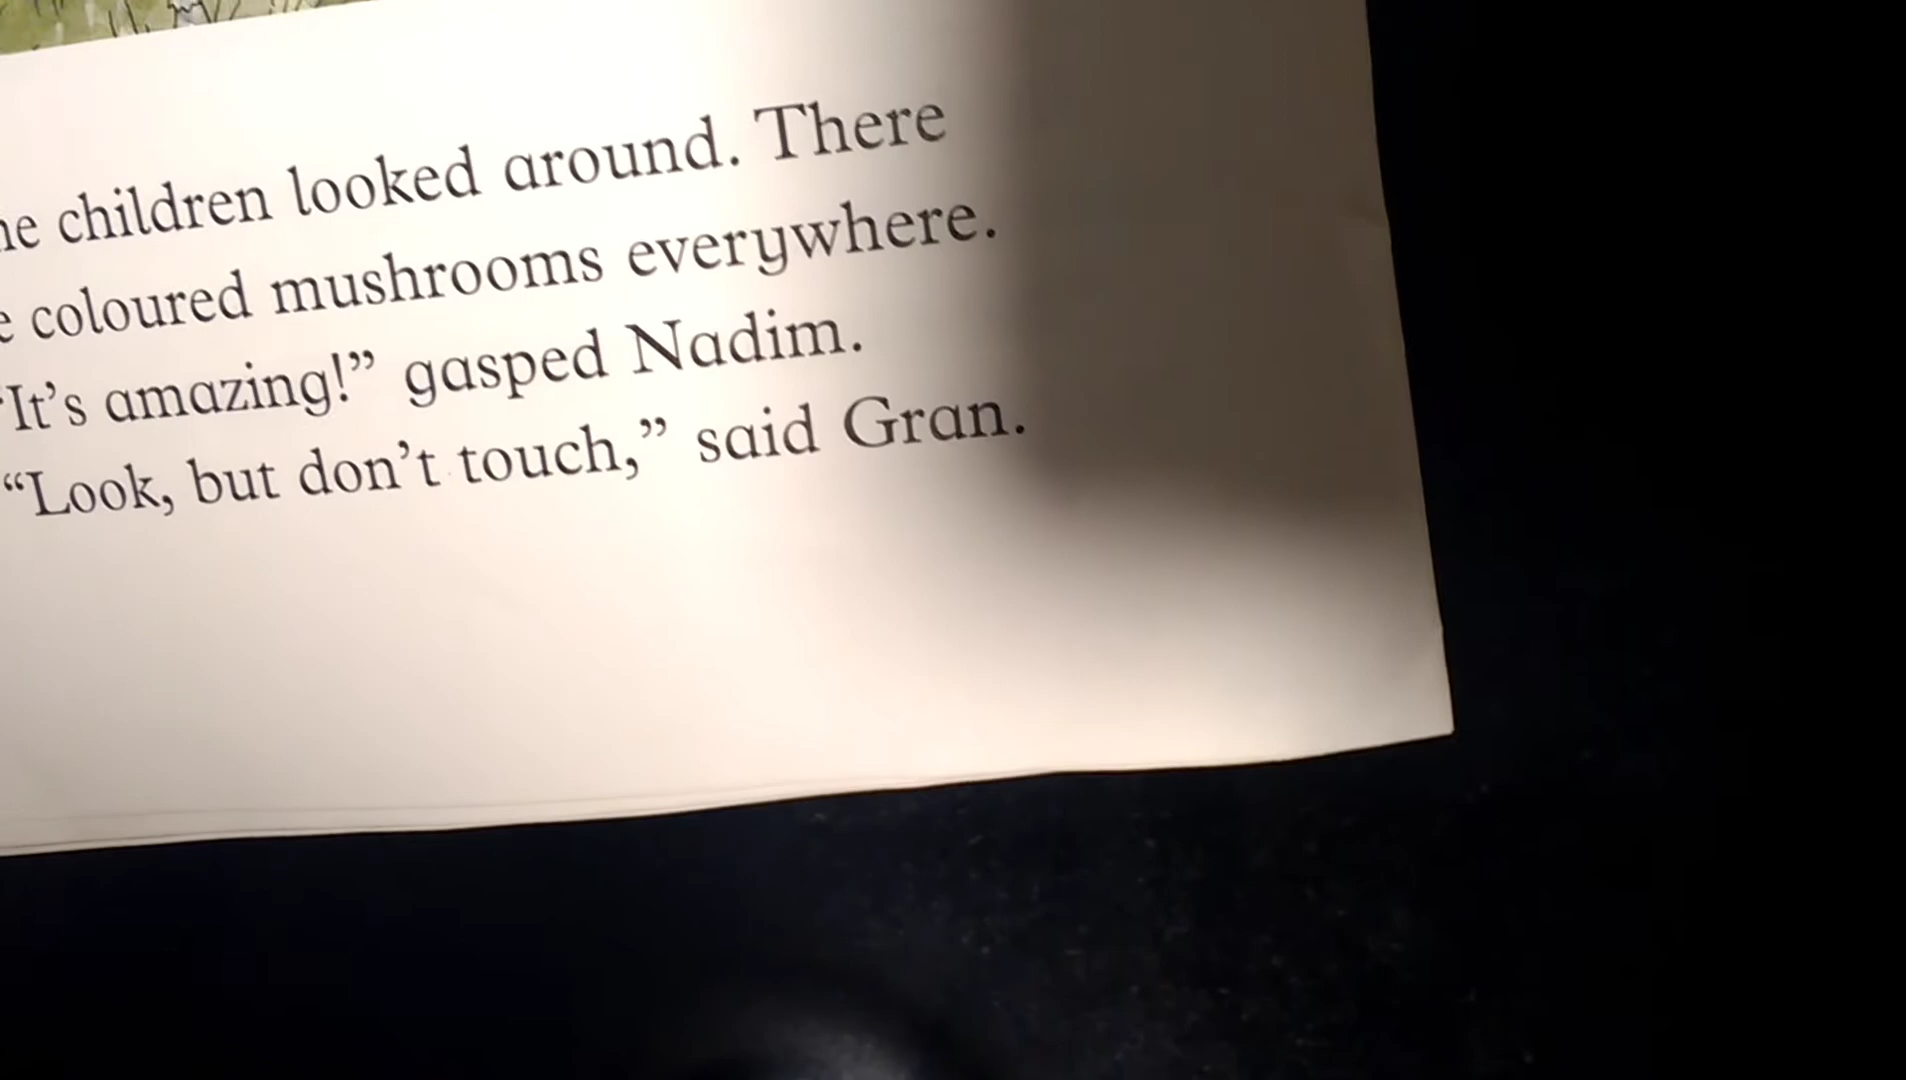 children looked around. There
coloured mushrooms everywhere.
“It’s amazing!” gasped Nadim.
“Look, but don’t touch,” said Gran.